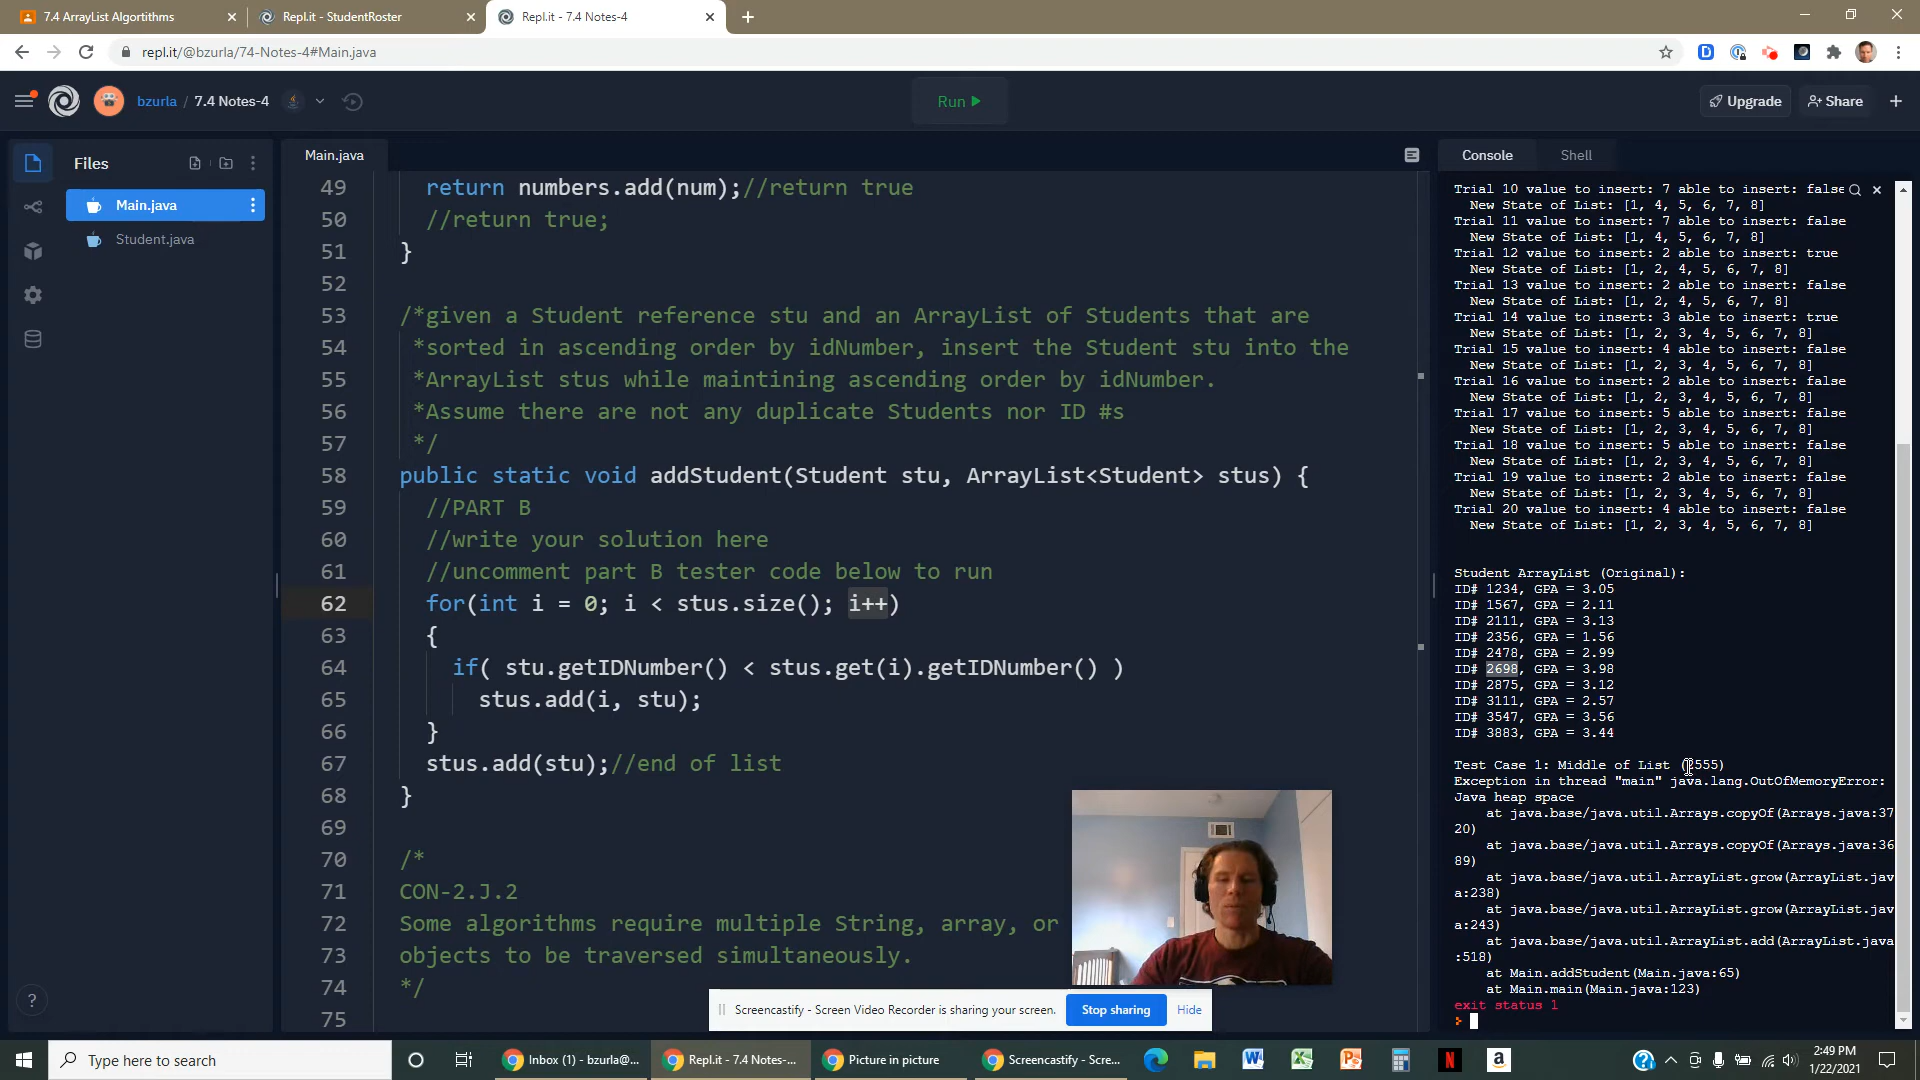 7.4 ArrayList Algortithms
Repl.it - StudentRoster
Repl.it - 7.4 Notes-4
repl.it/@bzurla/74-Notes-4#Main.java
bzurla / 7.4 Notes-4
Run
Upgrade
Share
Files
Main.java
Student.java
Main.java
49 return numbers.add(num);//return true
50 //return true;
51 }
52
53 /*given a Student reference stu and an ArrayList of Students that are
54 *sorted in ascending order by idNumber, insert the Student stu into the
55 *ArrayList stus while maintining ascending order by idNumber.
56 *Assume there are not any duplicate Students nor ID #s
57 */
58 public static void addStudent(Student stu, ArrayList<Student> stus) {
59 //PART B
60 //write your solution here
61 //uncomment part B tester code below to run
62 for(int i = 0; i < stus.size(); i++)
63 {
64 if( stu.getIDNumber() < stus.get(i).getIDNumber() )
65 stus.add(i, stu);
66 }
67 stus.add(stu);//end of list
68 }
69
70 /*
71 CON-2.J.2
72 Some algorithms require multiple String, array, or
73 objects to be traversed simultaneously.
74 */
75
Console
Shell
Trial 10 value to insert: 7 able to insert: false
New State of List: [1, 4, 5, 6, 7, 8]
Trial 11 value to insert: 7 able to insert: false
New State of List: [1, 4, 5, 6, 7, 8]
Trial 12 value to insert: 2 able to insert: true
New State of List: [1, 2, 4, 5, 6, 7, 8]
Trial 13 value to insert: 2 able to insert: false
New State of List: [1, 2, 4, 5, 6, 7, 8]
Trial 14 value to insert: 3 able to insert: true
New State of List: [1, 2, 3, 4, 5, 6, 7, 8]
Trial 15 value to insert: 4 able to insert: false
New State of List: [1, 2, 3, 4, 5, 6, 7, 8]
Trial 16 value to insert: 2 able to insert: false
New State of List: [1, 2, 3, 4, 5, 6, 7, 8]
Trial 17 value to insert: 5 able to insert: false
New State of List: [1, 2, 3, 4, 5, 6, 7, 8]
Trial 18 value to insert: 5 able to insert: false
New State of List: [1, 2, 3, 4, 5, 6, 7, 8]
Trial 19 value to insert: 2 able to insert: false
New State of List: [1, 2, 3, 4, 5, 6, 7, 8]
Trial 20 value to insert: 4 able to insert: false
New State of List: [1, 2, 3, 4, 5, 6, 7, 8]
Student ArrayList (Original):
ID# 1234, GPA = 3.05
ID# 1567, GPA = 2.11
ID# 2111, GPA = 3.13
ID# 2356, GPA = 1.56
ID# 2478, GPA = 2.99
ID# 2698, GPA = 3.98
ID# 2875, GPA = 3.12
ID# 3111, GPA = 2.57
ID# 3547, GPA = 3.56
ID# 3883, GPA = 3.44
Test Case 1: Middle of List
Exception in thread "main" java.lang.OutOfMemoryError:
Java heap space
at java.base/java.util.Arrays.copyOf(Arrays.java:37
20)
at java.base/java.util.Arrays.copyOf(Arrays.java:36
89)
at java.base/java.util.ArrayList.grow(ArrayList.jav
a:238)
at java.base/java.util.ArrayList.grow(ArrayList.jav
a:243)
at java.base/java.util.ArrayList.add(ArrayList.java
:518)
at Main.addStudent(Main.java:65)
at Main.main(Main.java:123)
exit status 1
Screencastify - Screen Video Recorder is sharing your screen.
Stop sharing
Hide
Type here to search
Inbox (1) - bzurla@...
Repl.it - 7.4 Notes-...
Picture in picture
Screencastify - Scre...
2:49 PM
1/22/2021